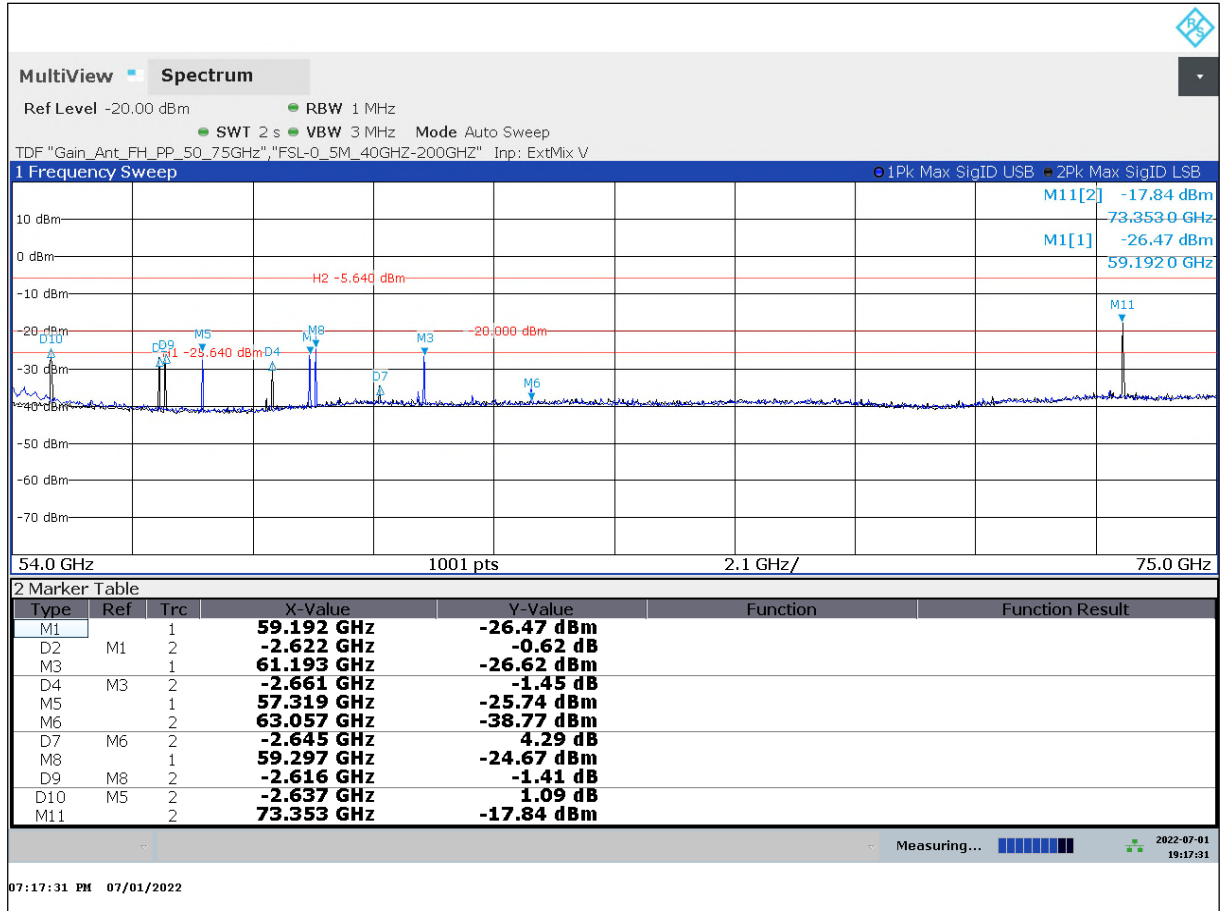 R&S
MultiView Spectrum
Ref Level -20.00 dBm RBW 1 MHz
SWT 2 s VBW 3 MHz Mode Auto Sweep
TDF "Gain_Ant_FH_PP_50_75GHz","FSL-0_5M_40GHZ-200GHZ" Inp: ExtMix V
1 Frequency Sweep 1Pk Max SigID USB 2Pk Max SigID LSB
M11[2] -17.84 dBm
73.3530 GHz
M1[1] -26.47 dBm
59.1920 GHz
10 dBm
0 dBm
H2 -5.640 dBm
-10 dBm
M11
-20 dBm -20.000 dBm
D10 D9 M5 M8 M3
H1 -25.640 dBm D4
-30 dBm
D7 M6
-40 dBm
-50 dBm
-60 dBm
-70 dBm
54.0 GHz 1001 pts 2.1 GHz/ 75.0 GHz
2 Marker Table
Type Ref Trc X-Value Y-Value Function Function Result
M1 1 59.192 GHz -26.47 dBm
D2 M1 2 -2.622 GHz -0.62 dB
M3 1 61.193 GHz -26.62 dBm
D4 M3 2 -2.661 GHz -1.45 dB
M5 1 57.319 GHz -25.74 dBm
M6 2 63.057 GHz -38.77 dBm
D7 M6 2 -2.645 GHz 4.29 dB
M8 1 59.297 GHz -24.67 dBm
D9 M8 2 -2.616 GHz -1.41 dB
D10 M5 2 -2.637 GHz 1.09 dB
M11 2 73.353 GHz -17.84 dBm
Measuring... 2022-07-01
19:17:31
07:17:31 PM 07/01/2022